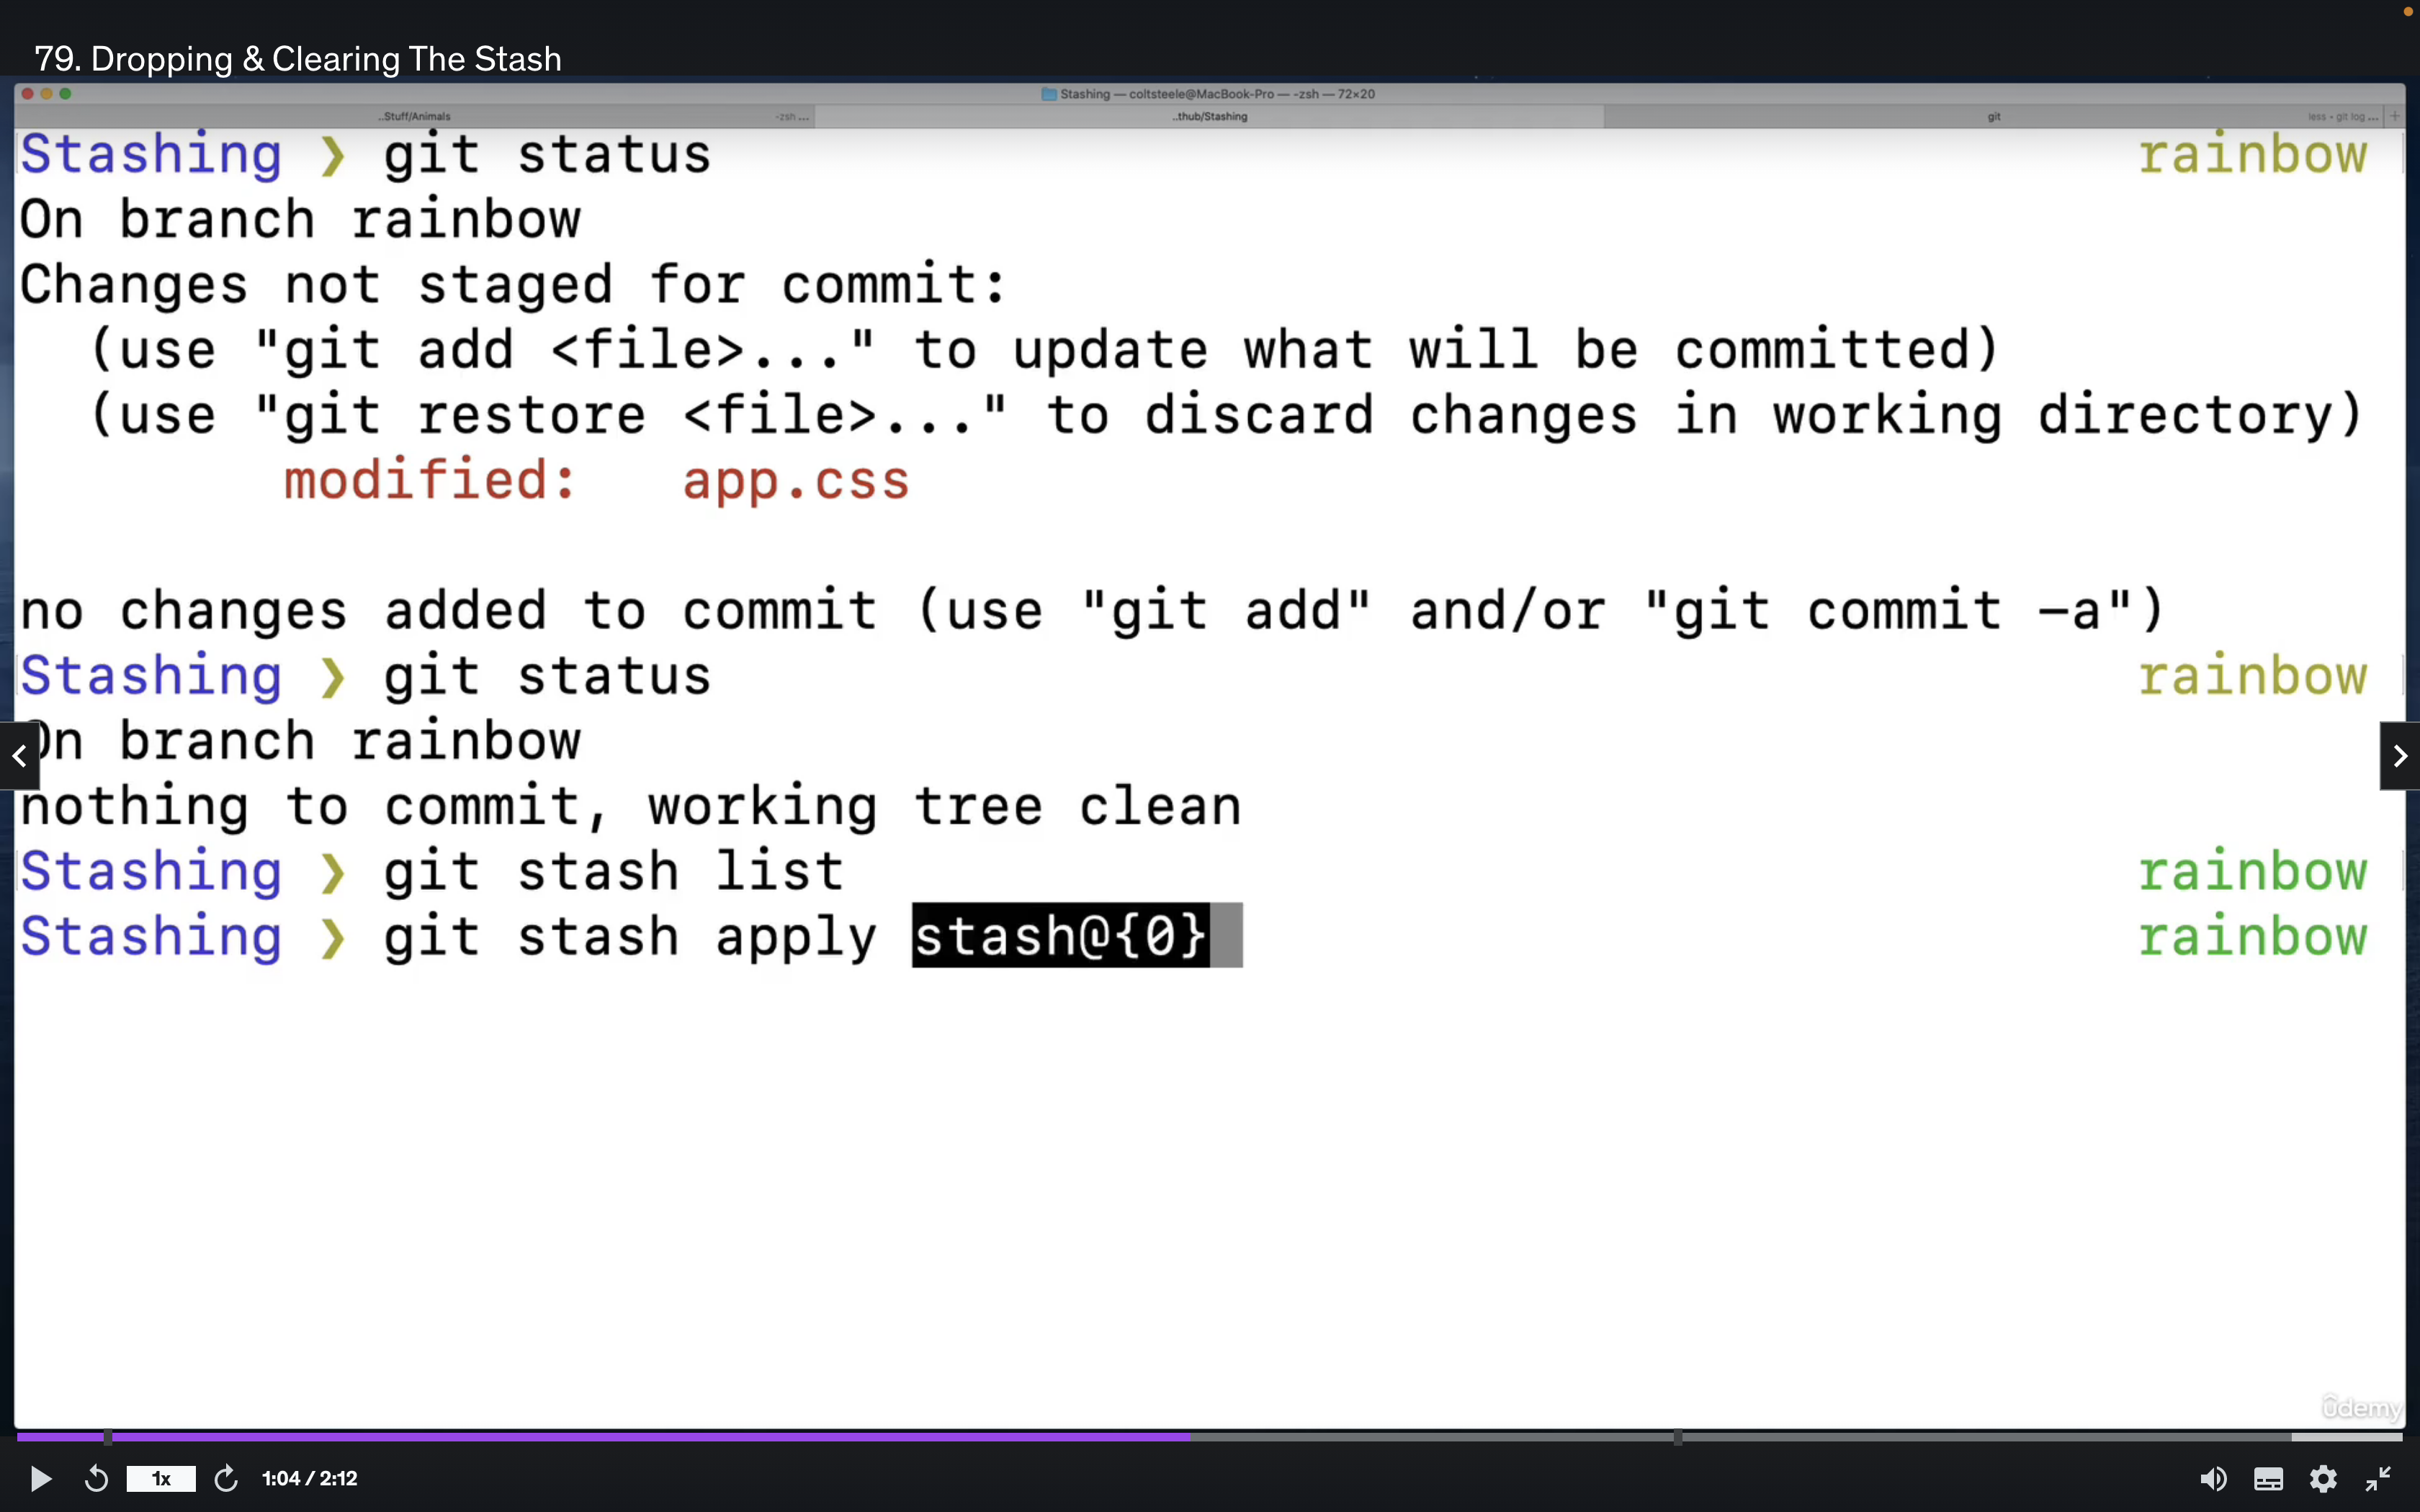 79. Dropping & Clearing The Stash
Stashing — coltsteele@MacBook-Pro — -zsh — 72×20
..Stuff/Animals
-zsh ...
..thub/Stashing
git
less ◂ git log ...
Stashing ❯ git status rainbow
On branch rainbow
Changes not staged for commit:
(use "git add <file>..." to update what will be committed)
(use "git restore <file>..." to discard changes in working directory)
modified: app.css
no changes added to commit (use "git add" and/or "git commit -a")
Stashing ❯ git status rainbow
On branch rainbow
nothing to commit, working tree clean
Stashing ❯ git stash list rainbow
Stashing ❯ git stash apply stash@{0} rainbow
ûdemy
1x
1:04 / 2:12